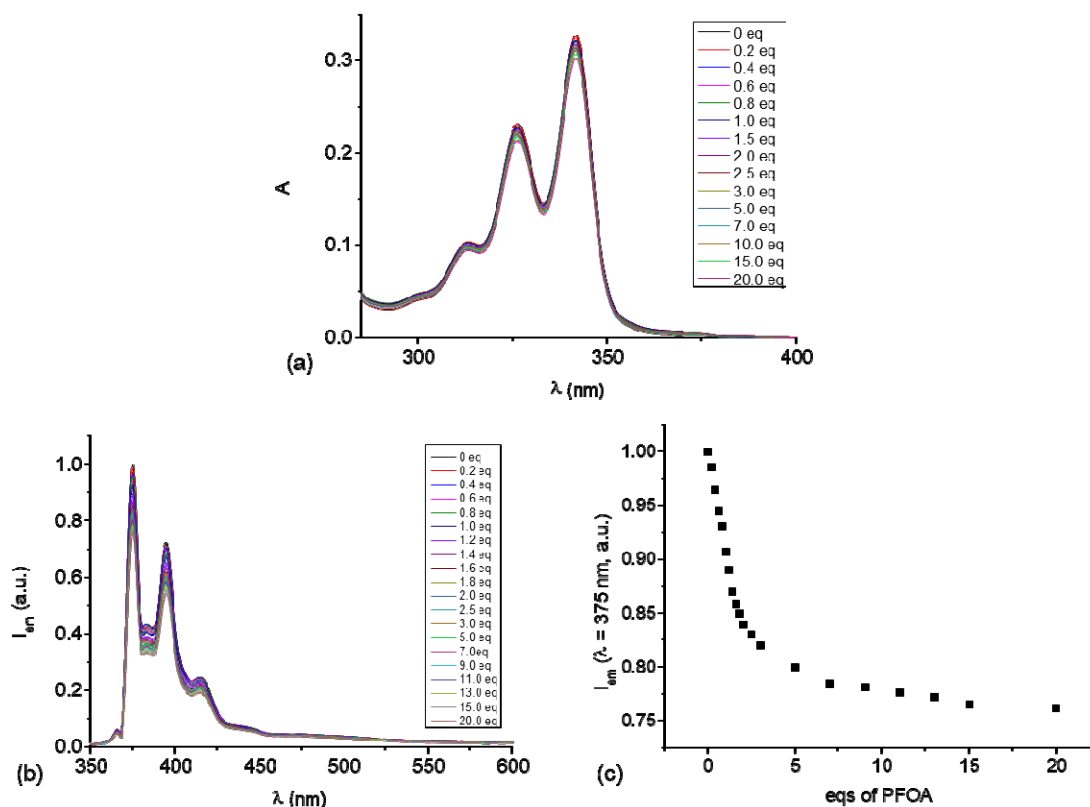 0.3
0.2
0.1
0.0
A
300
350
400
λ (nm)
(a)
0 eq
0.2 eq
0.4 eq
0.6 eq
0.8 eq
1.0 eq
1.5 eq
2.0 eq
2.5 eq
3.0 eq
5.0 eq
7.0 eq
10.0 eq
15.0 eq
20.0 eq
1.0
0.8
0.6
0.4
0.2
0.0
I_em (a.u.)
350
400
450
500
550
600
λ (nm)
(b)
0 eq
0.2 eq
0.4 eq
0.6 eq
0.8 eq
1.0 eq
1.2 eq
1.4 eq
1.6 eq
1.8 eq
2.0 eq
2.5 eq
3.0 eq
5.0 eq
7.0eq
9.0 eq
11.0 eq
13.0 eq
15.0 eq
20.0 eq
1.00
0.95
0.90
0.85
0.80
0.75
I_em (λ = 375 nm, a.u.)
0
5
10
15
20
eqs of PFOA
(c)